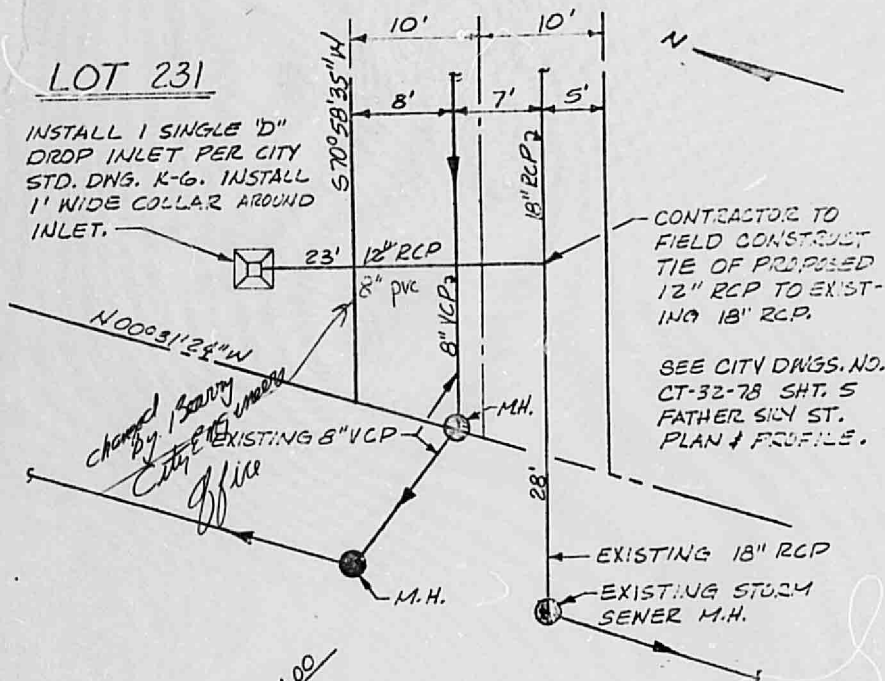 10' 10'
N
LOT 231
8' 7' 5'
S70°58'35"W
18" RCP
INSTALL 1 SINGLE "D"
DROP INLET PER CITY
STD. DWG. K-6. INSTALL
1' WIDE COLLAR AROUND
INLET.
CONTRACTOR TO
FIELD CONSTRUCT
TIE OF PROPOSED
12" RCP TO EXIST-
ING 18" RCP.
23' 12" RCP
8" pvc
8" VCP
N00°31'24"W
SEE CITY DWGS. NO.
CT-32-78 SHT. 5
FATHER ST.
PLAN & PROFILE.
M.H.
changed
by
City Engineers
Office
EXISTING 8" VCP
28'
EXISTING 18" RCP
M.H.
EXISTING STORM
SEWER M.H.